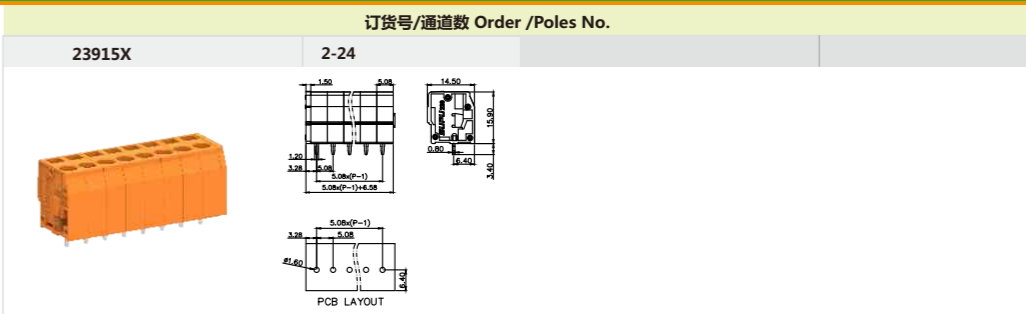 订货号/通道数 Order /Poles No.
23915X 2-24
1.50 5.08 14.50
15.90
1.20 0.80
3.28 5.08 6.40
3.40
5.08x(P-1)
5.08x(P-1)+6.58
5.08x(P-1)
3.28 5.08
ø1.60
6.40
PCB LAYOUT